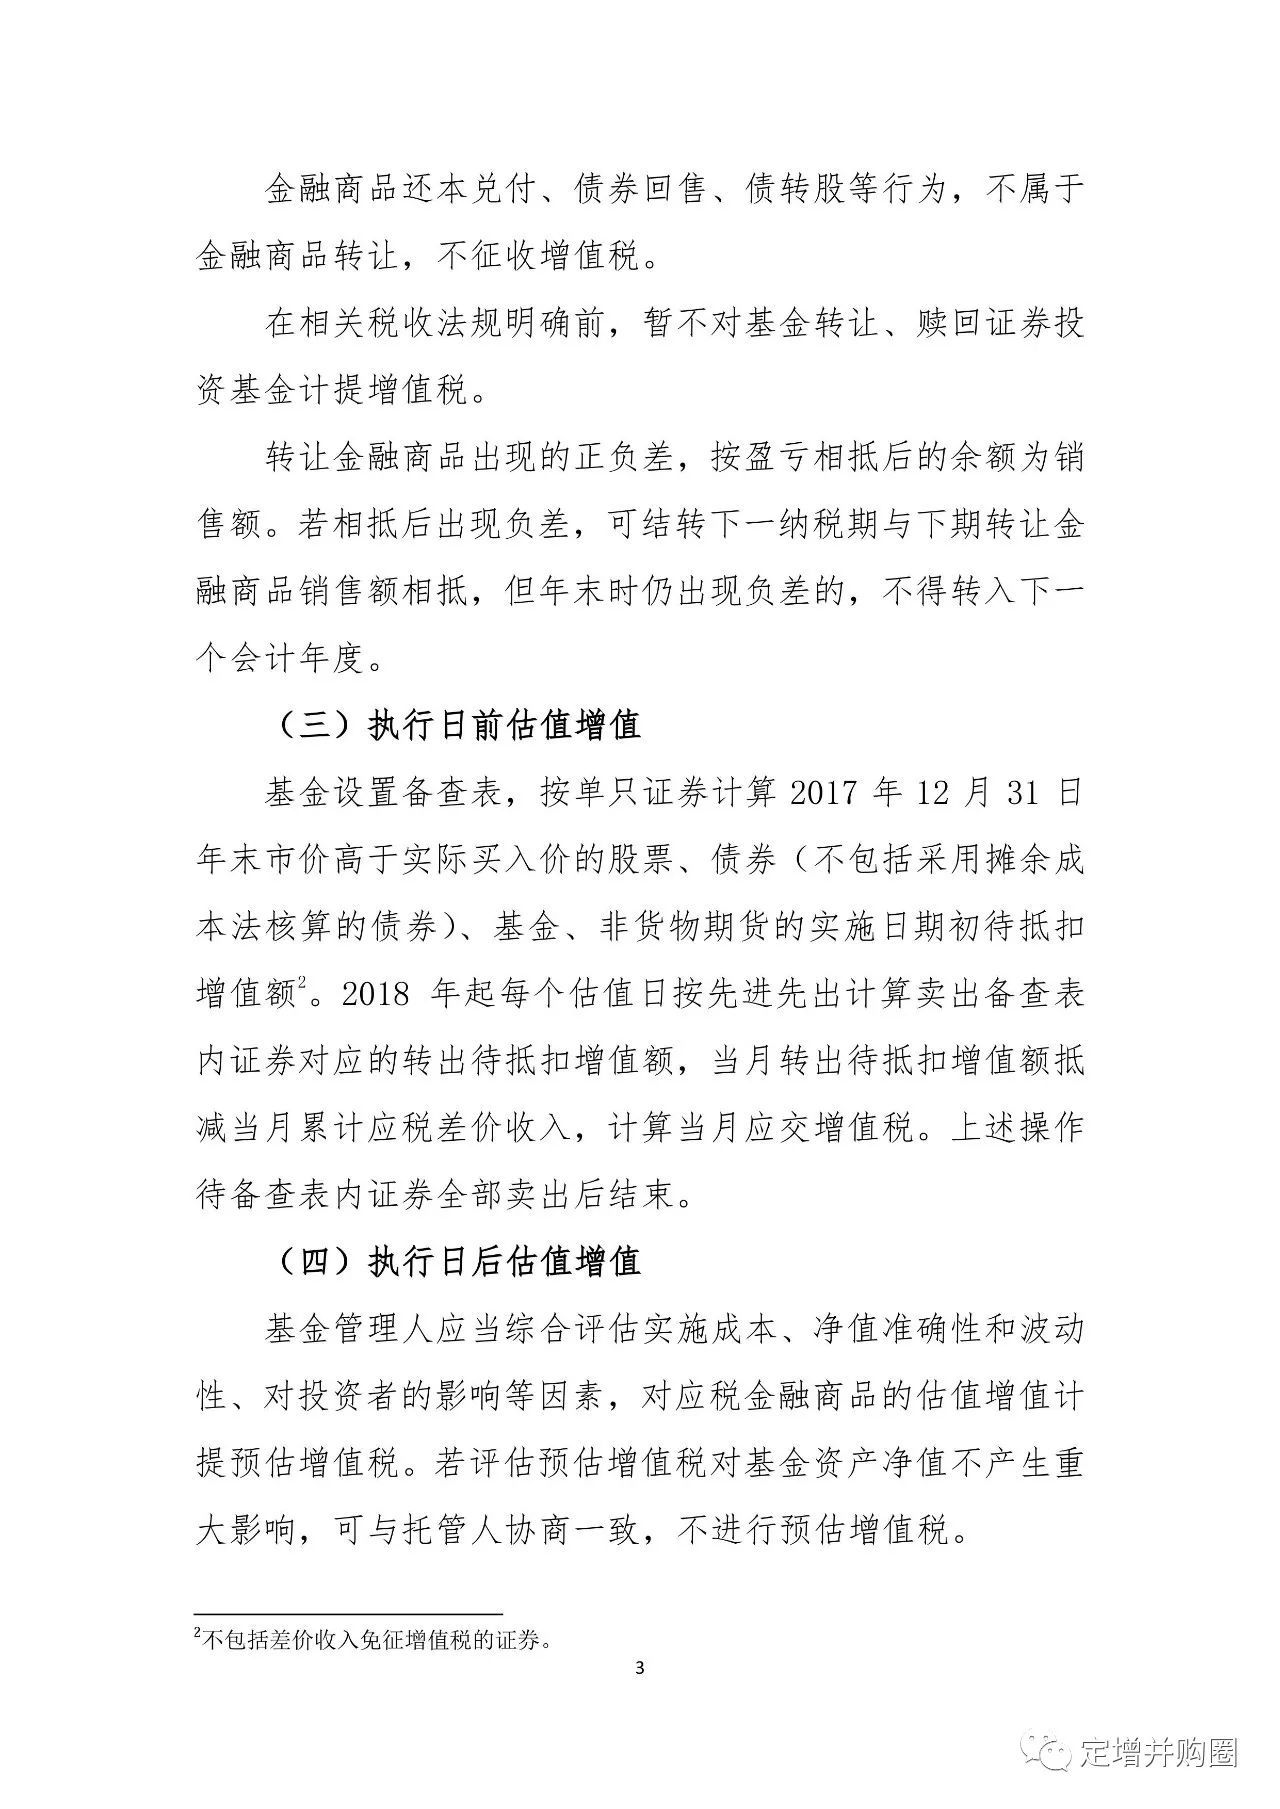 金融商品还本兑付、债券回售、债转股等行为，不属于
金融商品转让，不征收增值税。
在相关税收法规明确前，暂不对基金转让、赎回证券投
资基金计提增值税。
转让金融商品出现的正负差，按盈亏相抵后的余额为销
售额。若相抵后出现负差，可结转下一纳税期与下期转让金
融商品销售额相抵，但年末时仍出现负差的，不得转入下一
个会计年度。
（三）执行日前估值增值
基金设置备查表，按单只证券计算 2017 年 12 月 31 日
年末市价高于实际买入价的股票、债券（不包括采用摊余成
本法核算的债券）、基金、非货物期货的实施日期初待抵扣
增值额2。2018 年起每个估值日按先进先出计算卖出备查表
内证券对应的转出待抵扣增值额，当月转出待抵扣增值额抵
减当月累计应税差价收入，计算当月应交增值税。上述操作
待备查表内证券全部卖出后结束。
（四）执行日后估值增值
基金管理人应当综合评估实施成本、净值准确性和波动
性、对投资者的影响等因素，对应税金融商品的估值增值计
提预估增值税。若评估预估增值税对基金资产净值不产生重
大影响，可与托管人协商一致，不进行预估增值税。
2不包括差价收入免征增值税的证券。
3
定增并购圈